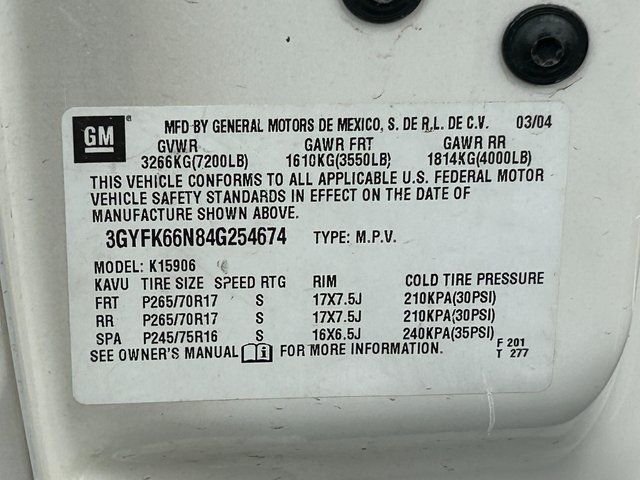 GM
MFD BY GENERAL MOTORS DE MEXICO, S. DE R.L. DE C.V. 03/04
GVWR GAWR FRT GAWR RR
3266KG(7200LB) 1610KG(3550LB) 1814KG(4000LB)
THIS VEHICLE CONFORMS TO ALL APPLICABLE U.S. FEDERAL MOTOR
VEHICLE SAFETY STANDARDS IN EFFECT ON THE DATE OF
MANUFACTURE SHOWN ABOVE.
3GYFK66N84G254674 TYPE: M.P.V.
MODEL: K15906
KAVU TIRE SIZE SPEED RTG RIM COLD TIRE PRESSURE
FRT P265/70R17 S 17X7.5J 210KPA(30PSI)
RR P265/70R17 S 17X7.5J 210KPA(30PSI)
SPA P245/75R16 S 16X6.5J 240KPA(35PSI)
SEE OWNER'S MANUAL FOR MORE INFORMATION.
F 201
T 277